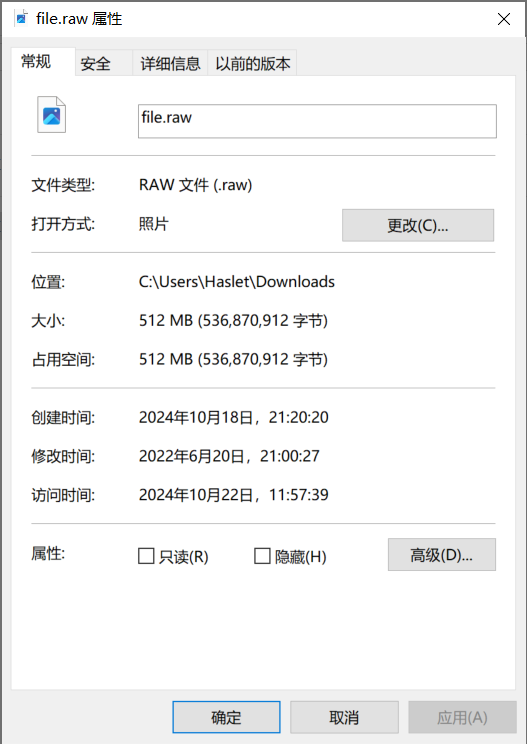 file.raw 属性
常规 安全 详细信息 以前的版本
file.raw
文件类型: RAW 文件 (.raw)
打开方式: 照片 更改(C)...
位置: C:\Users\Haslet\Downloads
大小: 512 MB (536,870,912 字节)
占用空间: 512 MB (536,870,912 字节)
创建时间: 2024年10月18日，21:20:20
修改时间: 2022年6月20日，21:00:27
访问时间: 2024年10月22日，11:57:39
属性: 只读(R) 隐藏(H) 高级(D)...
确定 取消 应用(A)